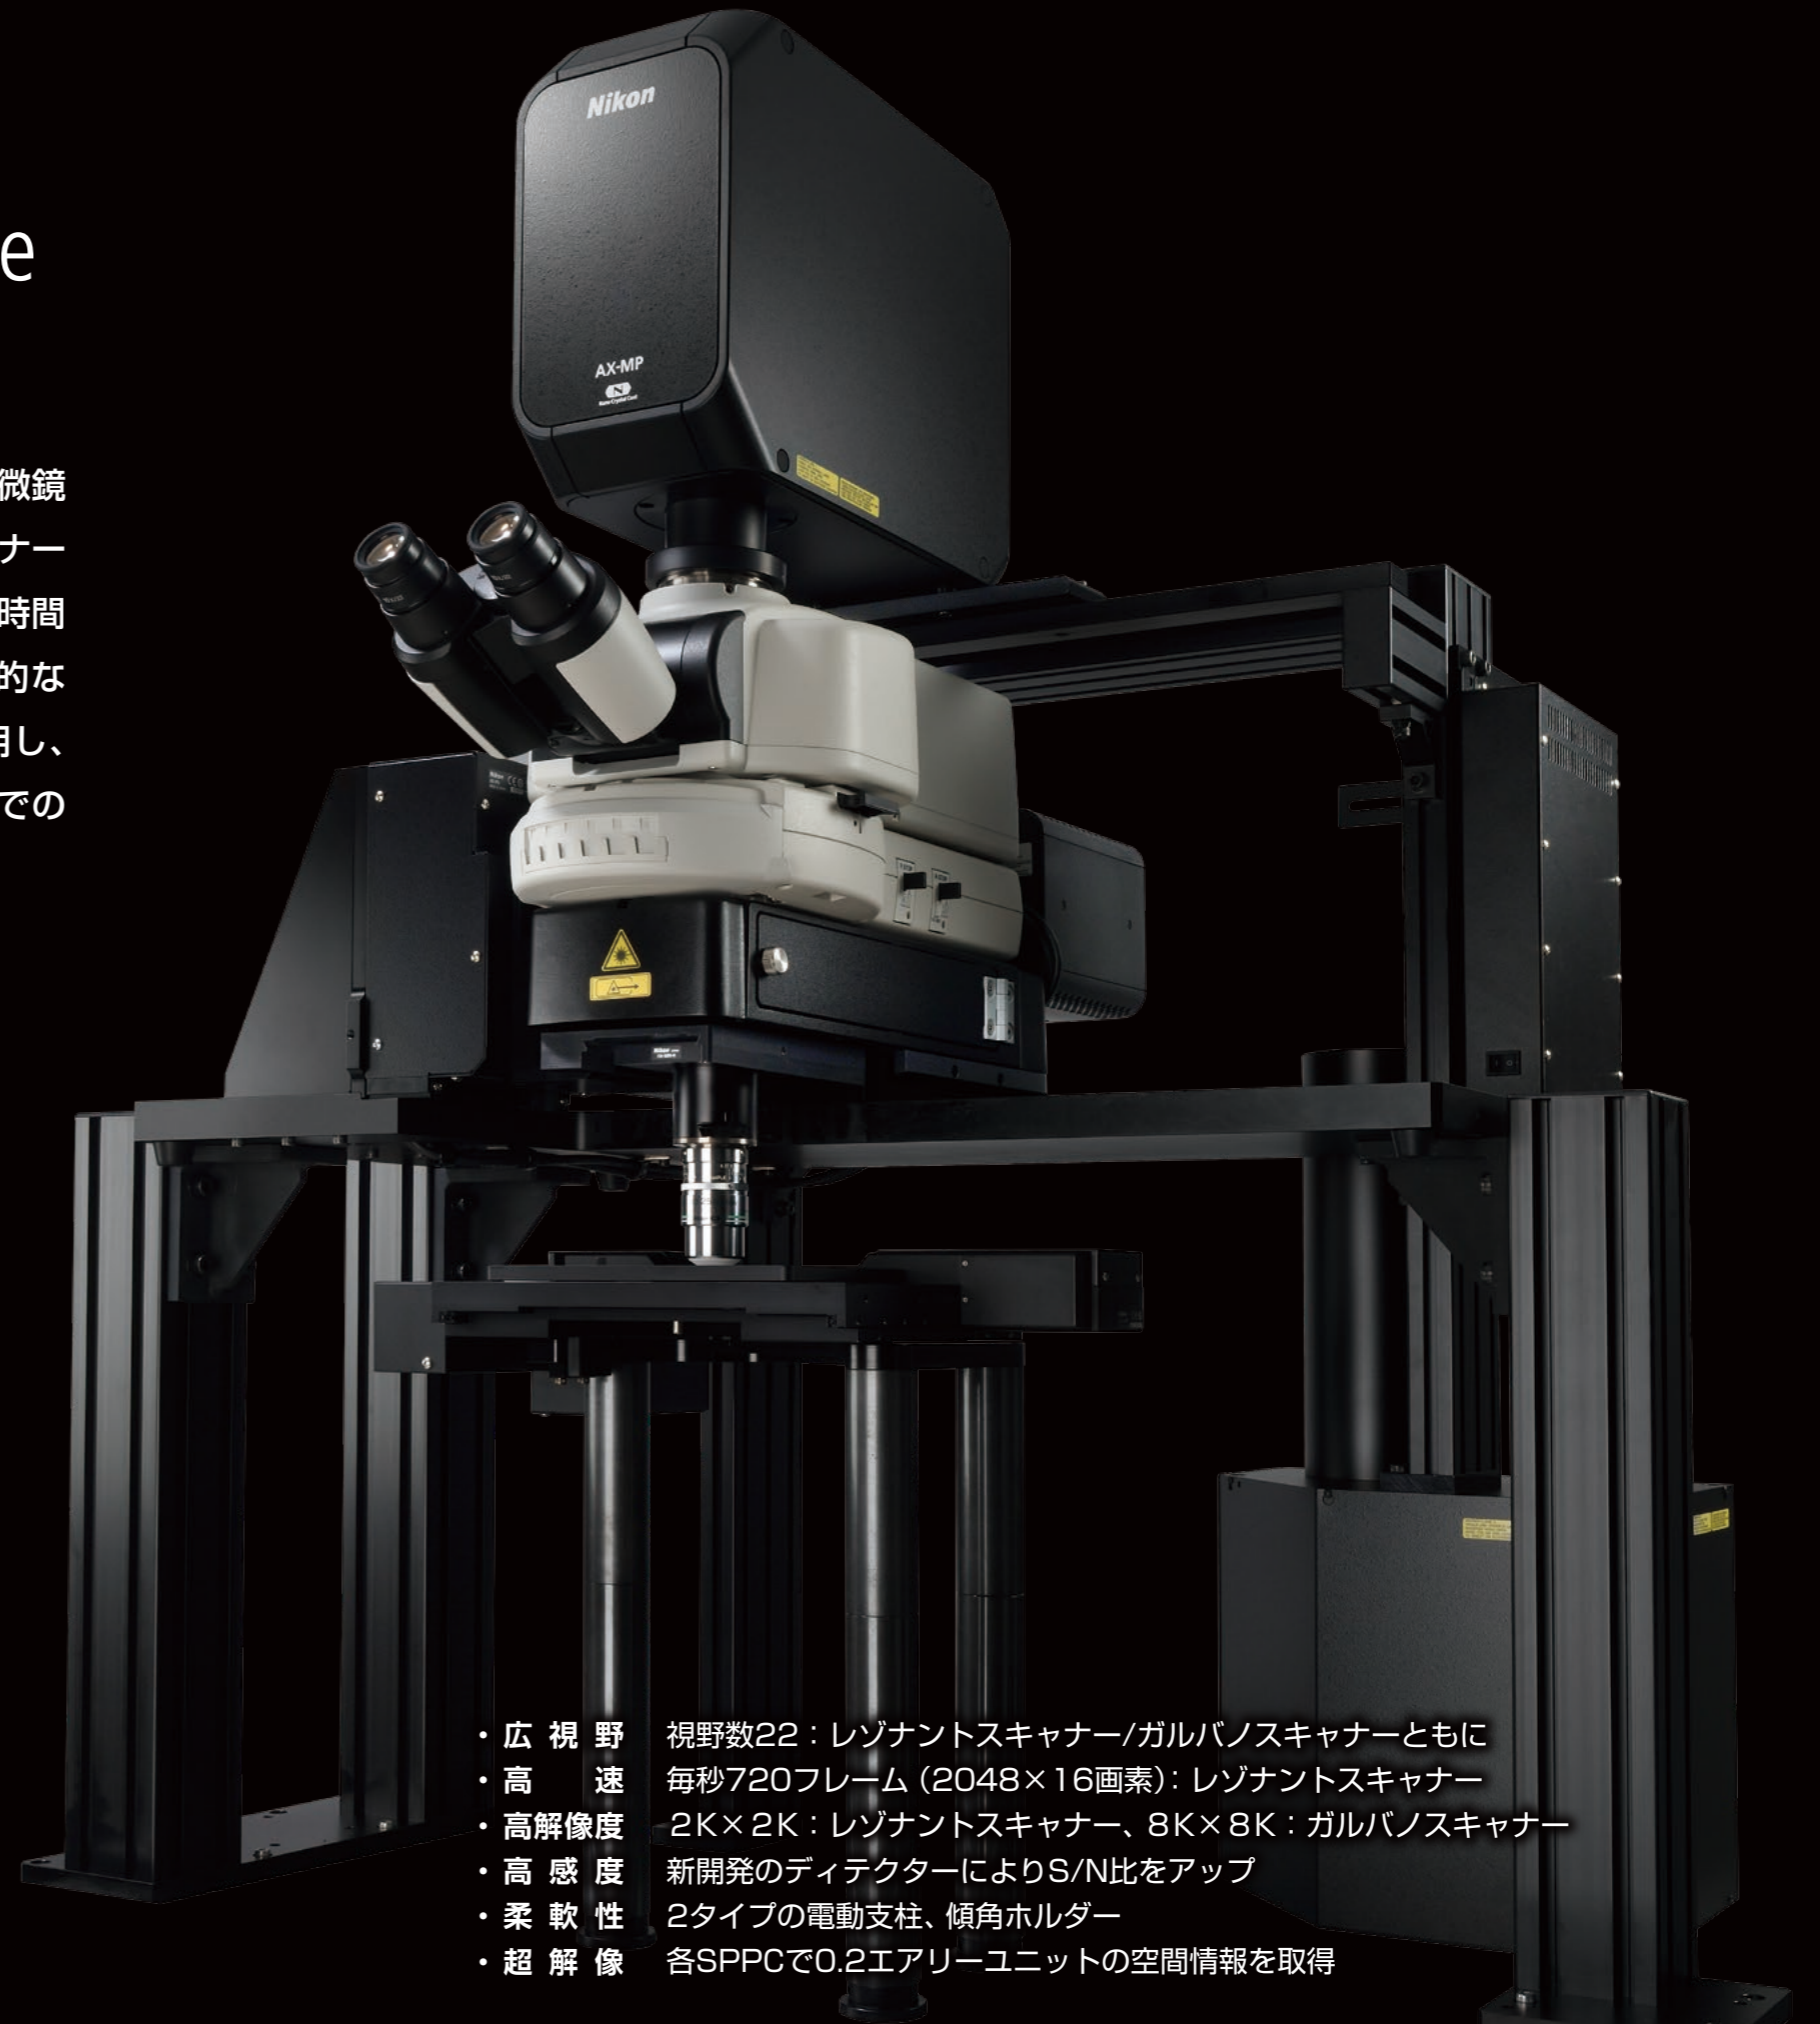 Nikon
e
AX-MP
微鏡
ナー
時間
的な
用し、
での
・広視野 視野数22：レゾナントスキャナー/ガルバノスキャナーともに
・高速 毎秒720フレーム（2048×16画素）：レゾナントスキャナー
・高解像度 2K×2K：レゾナントスキャナー、8K×8K：ガルバノスキャナー
・高感度 新開発のディテクターによりS/N比をアップ
・柔軟性 2タイプの電動支柱、傾角ホルダー
・超解像 各SPPCで0.2エアリーユニットの空間情報を取得